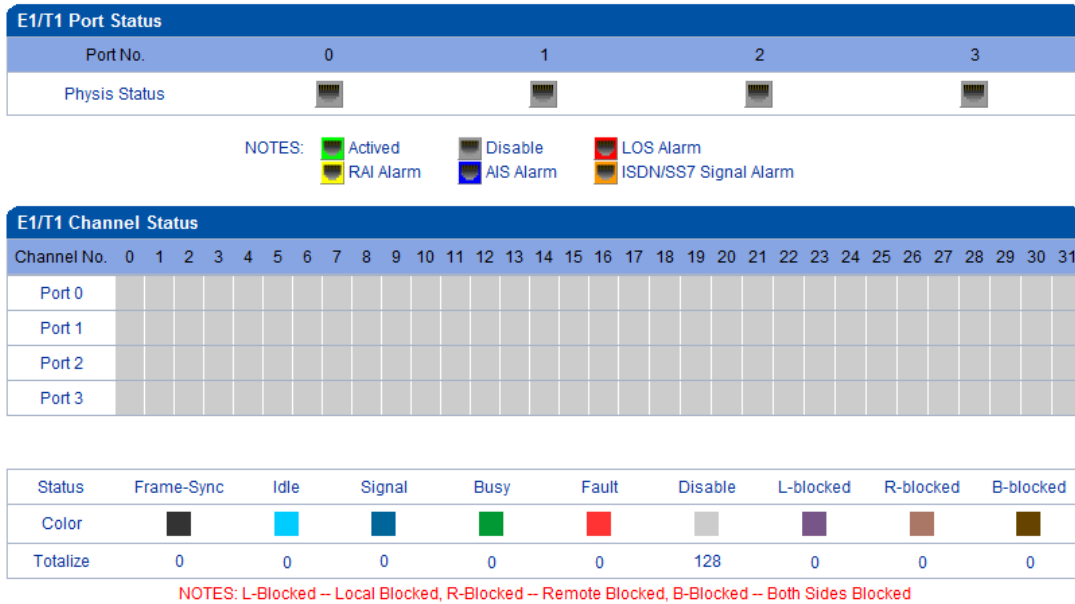 E1/T1 Port Status
Port No. 0 1 2 3
Physis Status
NOTES: Actived Disable LOS Alarm
RAI Alarm AIS Alarm ISDN/SS7 Signal Alarm
E1/T1 Channel Status
Channel No. 0 1 2 3 4 5 6 7 8 9 10 11 12 13 14 15 16 17 18 19 20 21 22 23 24 25 26 27 28 29 30 31
Port 0
Port 1
Port 2
Port 3
Status Frame-Sync Idle Signal Busy Fault Disable L-blocked R-blocked B-blocked
Color
Totalize 0 0 0 0 0 128 0 0 0
NOTES: L-Blocked -- Local Blocked, R-Blocked -- Remote Blocked, B-Blocked -- Both Sides Blocked